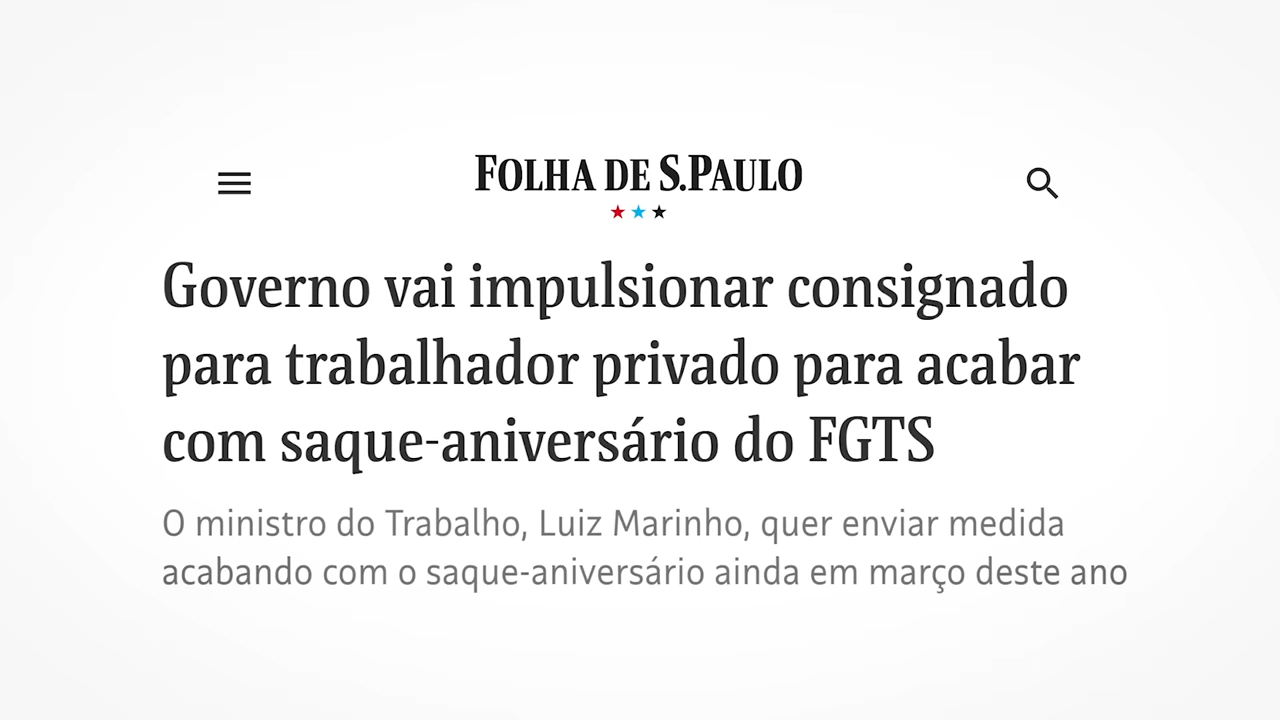 FOLHA DE S.PAULO
Governo vai impulsionar consignado
para trabalhador privado para acabar
com saque-aniversário do FGTS
O ministro do Trabalho, Luiz Marinho, quer enviar medida
acabando com o saque-aniversário ainda em março deste ano